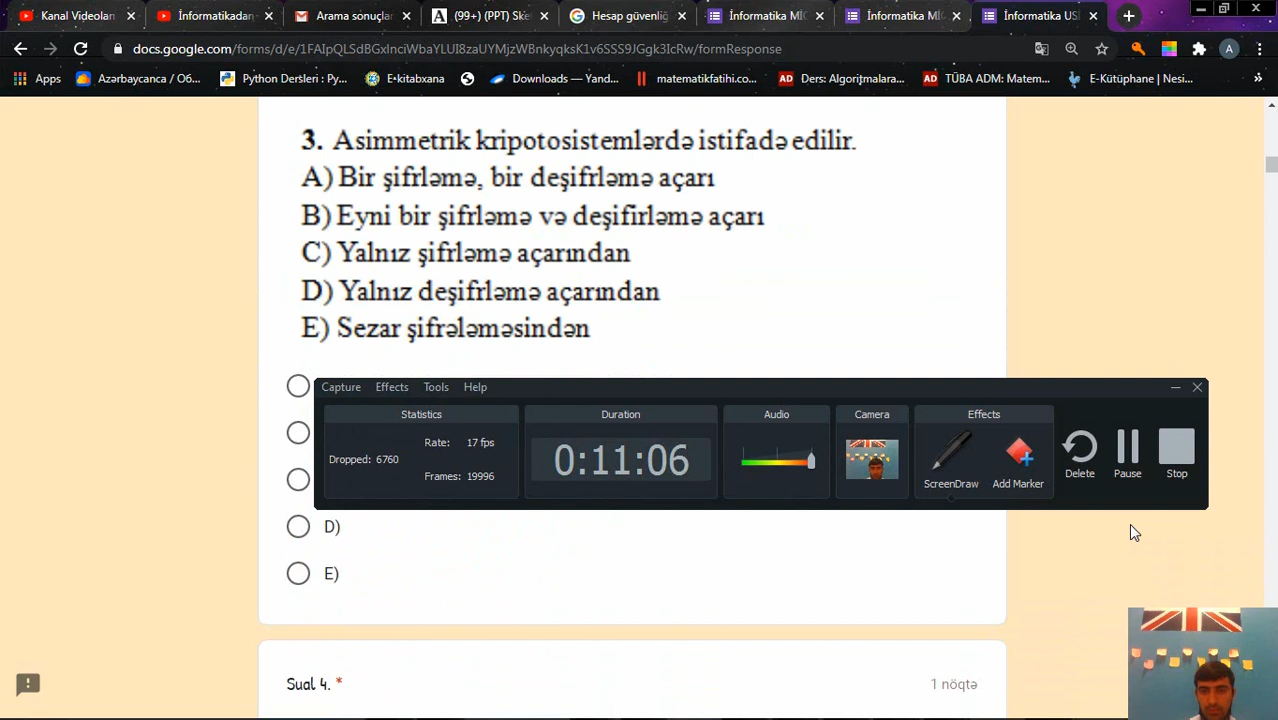 Kanal Videoları
İnformatikadan
Arama sonuçlar
(99+) (PPT) Ske
Hesap güvenliğ
İnformatika Mİ
İnformatika Mİ
İnformatika US
docs.google.com/forms/d/e/1FAIpQLSdBGxlnciWbaYLUI8zaUYMjzWBnkyqksK1v6SSS9JGgk3IcRw/formResponse
A
Apps
Azərbaycanca / Об...
Python Dersleri : Py...
E-kitabxana
Downloads — Yand...
matematikfatihi.co...
AD Ders: Algoritmalara...
AD TÜBA ADM: Matem...
E-Kütüphane | Nesi...
»
3. Asimmetrik kripotosistemlərdə istifadə edilir.
A) Bir şifrləmə, bir deşifrləmə açarı
B) Eyni bir şifrləmə və deşifirləmə açarı
C) Yalnız şifrləmə açarından
D) Yalnız deşifrləmə açarından
E) Sezar şifrələməsindən
Capture Effects Tools Help
Statistics
Duration
Audio
Camera
Effects
Rate: 17 fps
Dropped: 6760
Frames: 19996
0:11:06
ScreenDraw
Add Marker
Delete
Pause
Stop
D)
E)
Sual 4. *
1 nöqtə